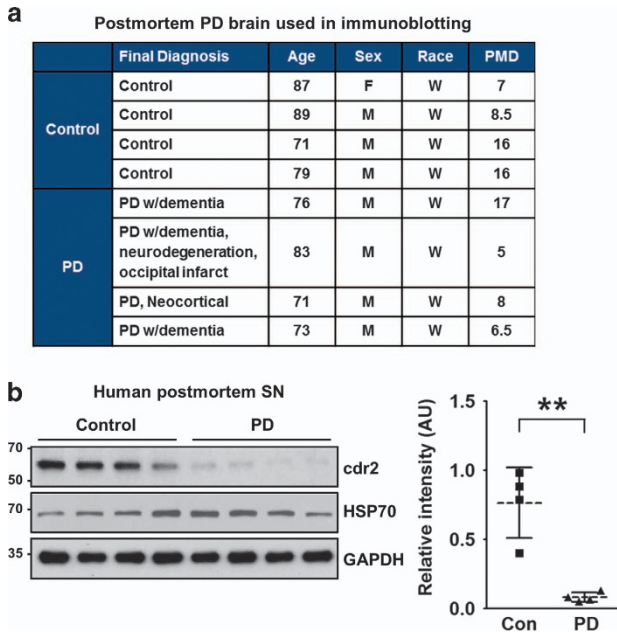 a
Postmortem PD brain used in immunoblotting
Final Diagnosis Age Sex Race PMD
Control
Control 87 F W 7
Control 89 M W 8.5
Control 71 M W 16
Control 79 M W 16
PD
PD w/dementia 76 M W 17
PD w/dementia,
neurodegeneration,
occipital infarct 83 M W 5
PD, Neocortical 71 M W 8
PD w/dementia 73 M W 6.5
b
Human postmortem SN
Control PD
70
50
cdr2
70
HSP70
35
GAPDH
Relative intensity (AU)
1.5
1.0
0.5
0.0
**
Con PD